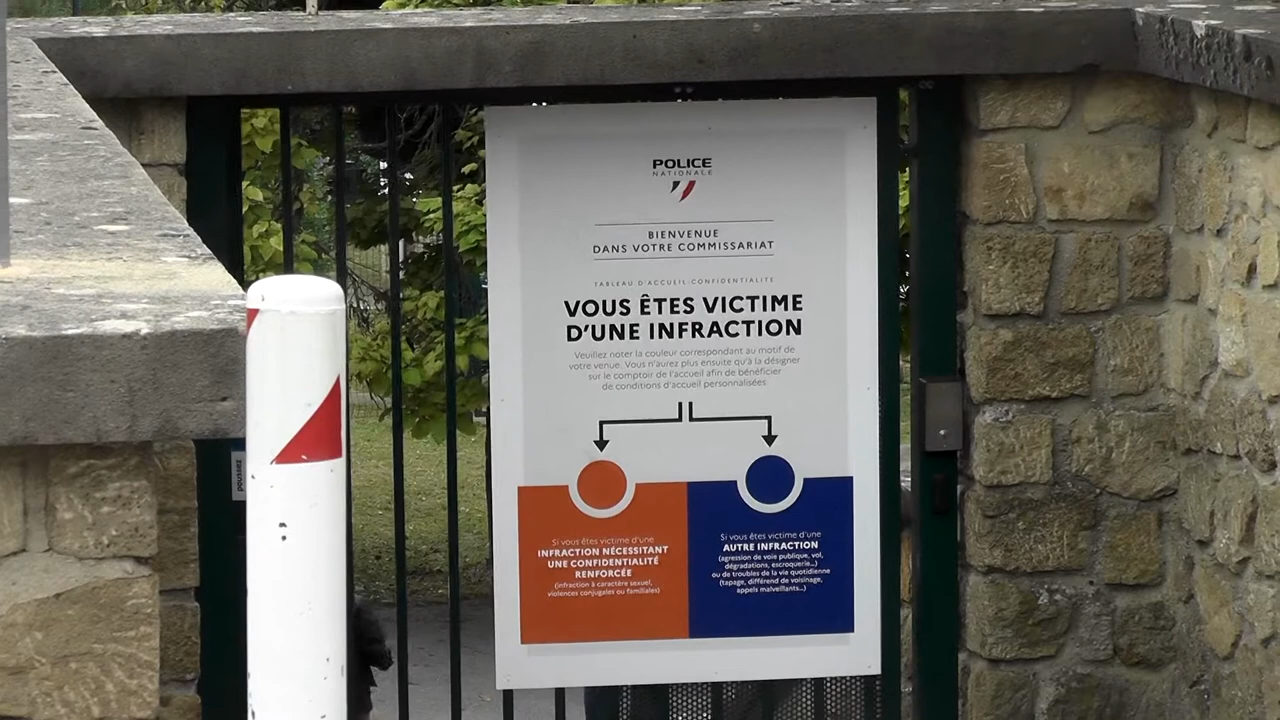 POLICE
NATIONALE
BIENVENUE
DANS VOTRE COMMISSARIAT
TABLEAU D'ACCUEIL-CONFIDENTIALITÉ
VOUS ÊTES VICTIME
D'UNE INFRACTION
Veuillez noter la couleur correspondant au motif de
votre venue. Vous n'aurez plus ensuite qu'à la désigner
sur le comptoir de l'accueil afin de bénéficier
de conditions d'accueil personnalisées
Si vous êtes victime d'une
INFRACTION NÉCESSITANT
UNE CONFIDENTIALITÉ
RENFORCÉE
(infraction à caractère sexuel,
violences conjugales ou familiales)
Si vous êtes victime d'une
AUTRE INFRACTION
(agression de voie publique, vol,
dégradations, escroquerie...)
ou de troubles de la vie quotidienne
(tapage, différend de voisinage,
appels malveillants...)
poussez